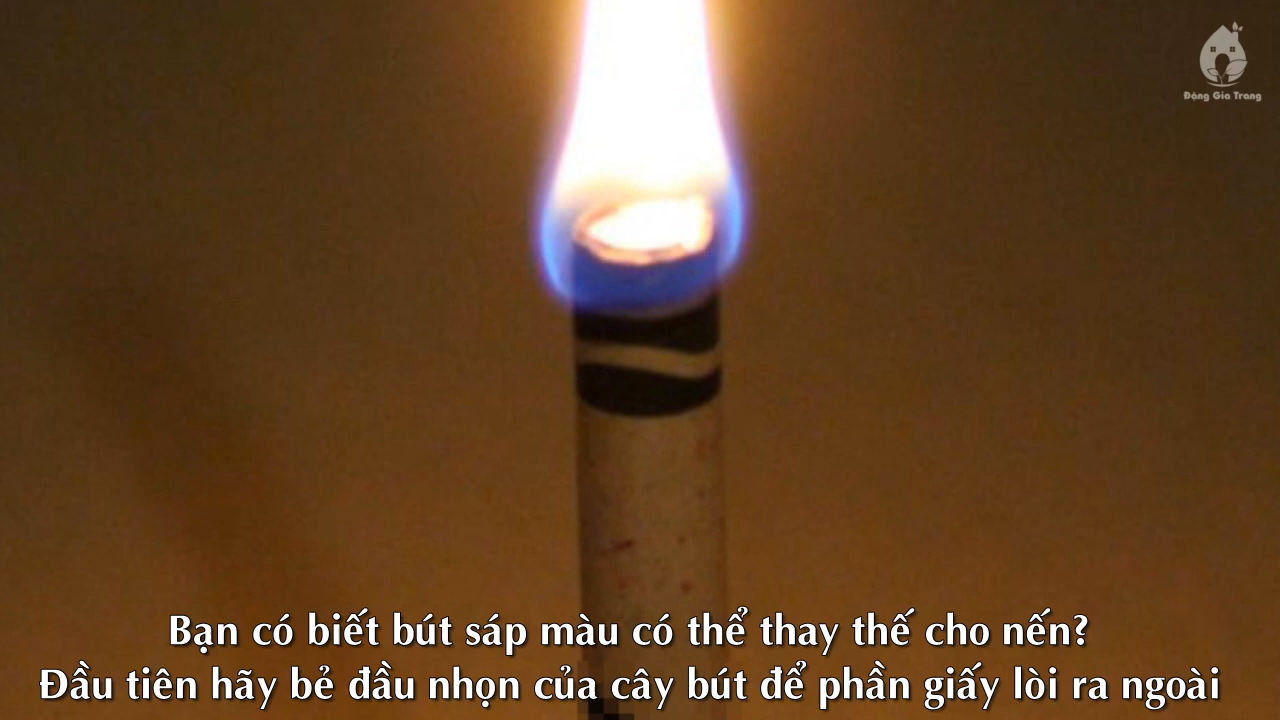 Đặng Gia Trang
Bạn có biết bút sáp màu có thể thay thế cho nến?
Đầu tiên hãy bẻ đầu nhọn của cây bút để phần giấy lòi ra ngoài